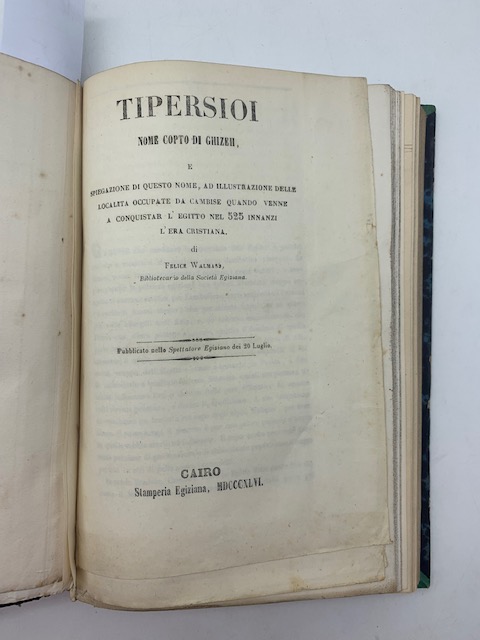 TIPERSIOI
NOME COPTO DI GHIZEH,
E
SPIEGAZIONE DI QUESTO NOME, AD ILLUSTRAZIONE DELLE
LOCALITA OCCUPATE DA CAMBISE QUANDO VENNE
A CONQUISTAR L'EGITTO NEL 525 INNANZI
L'ERA CRISTIANA.
di
FELICE WALMASS,
Bibliotecario della Società Egiziana.
Pubblicato nello Spettatore Egiziano dei 20 Luglio.
CAIRO
Stamperia Egiziana, MDCCCXLVI.